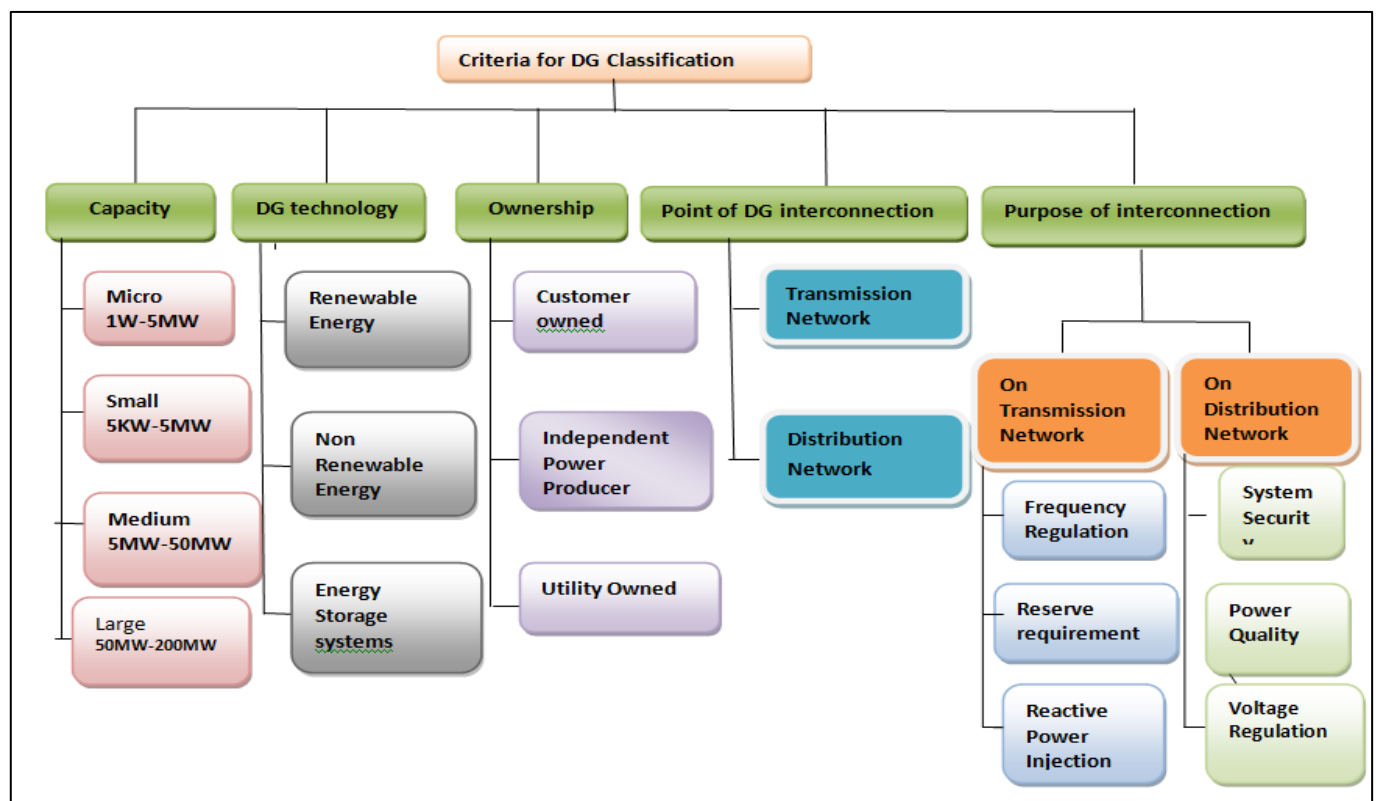 Criteria for DG Classification
Capacity
DG technology
Ownership
Point of DG interconnection
Purpose of interconnection
Micro
1W-5MW
Small
5KW-5MW
Medium
5MW-50MW
Large
50MW-200MW
Renewable
Energy
Non
Renewable
Energy
Energy
Storage
systems
Customer
owned
Independent
Power
Producer
Utility Owned
Transmission
Network
Distribution
Network
On
Transmission
Network
Frequency
Regulation
Reserve
requirement
Reactive
Power
Injection
On
Distribution
Network
System
Securit
y
Power
Quality
Voltage
Regulation